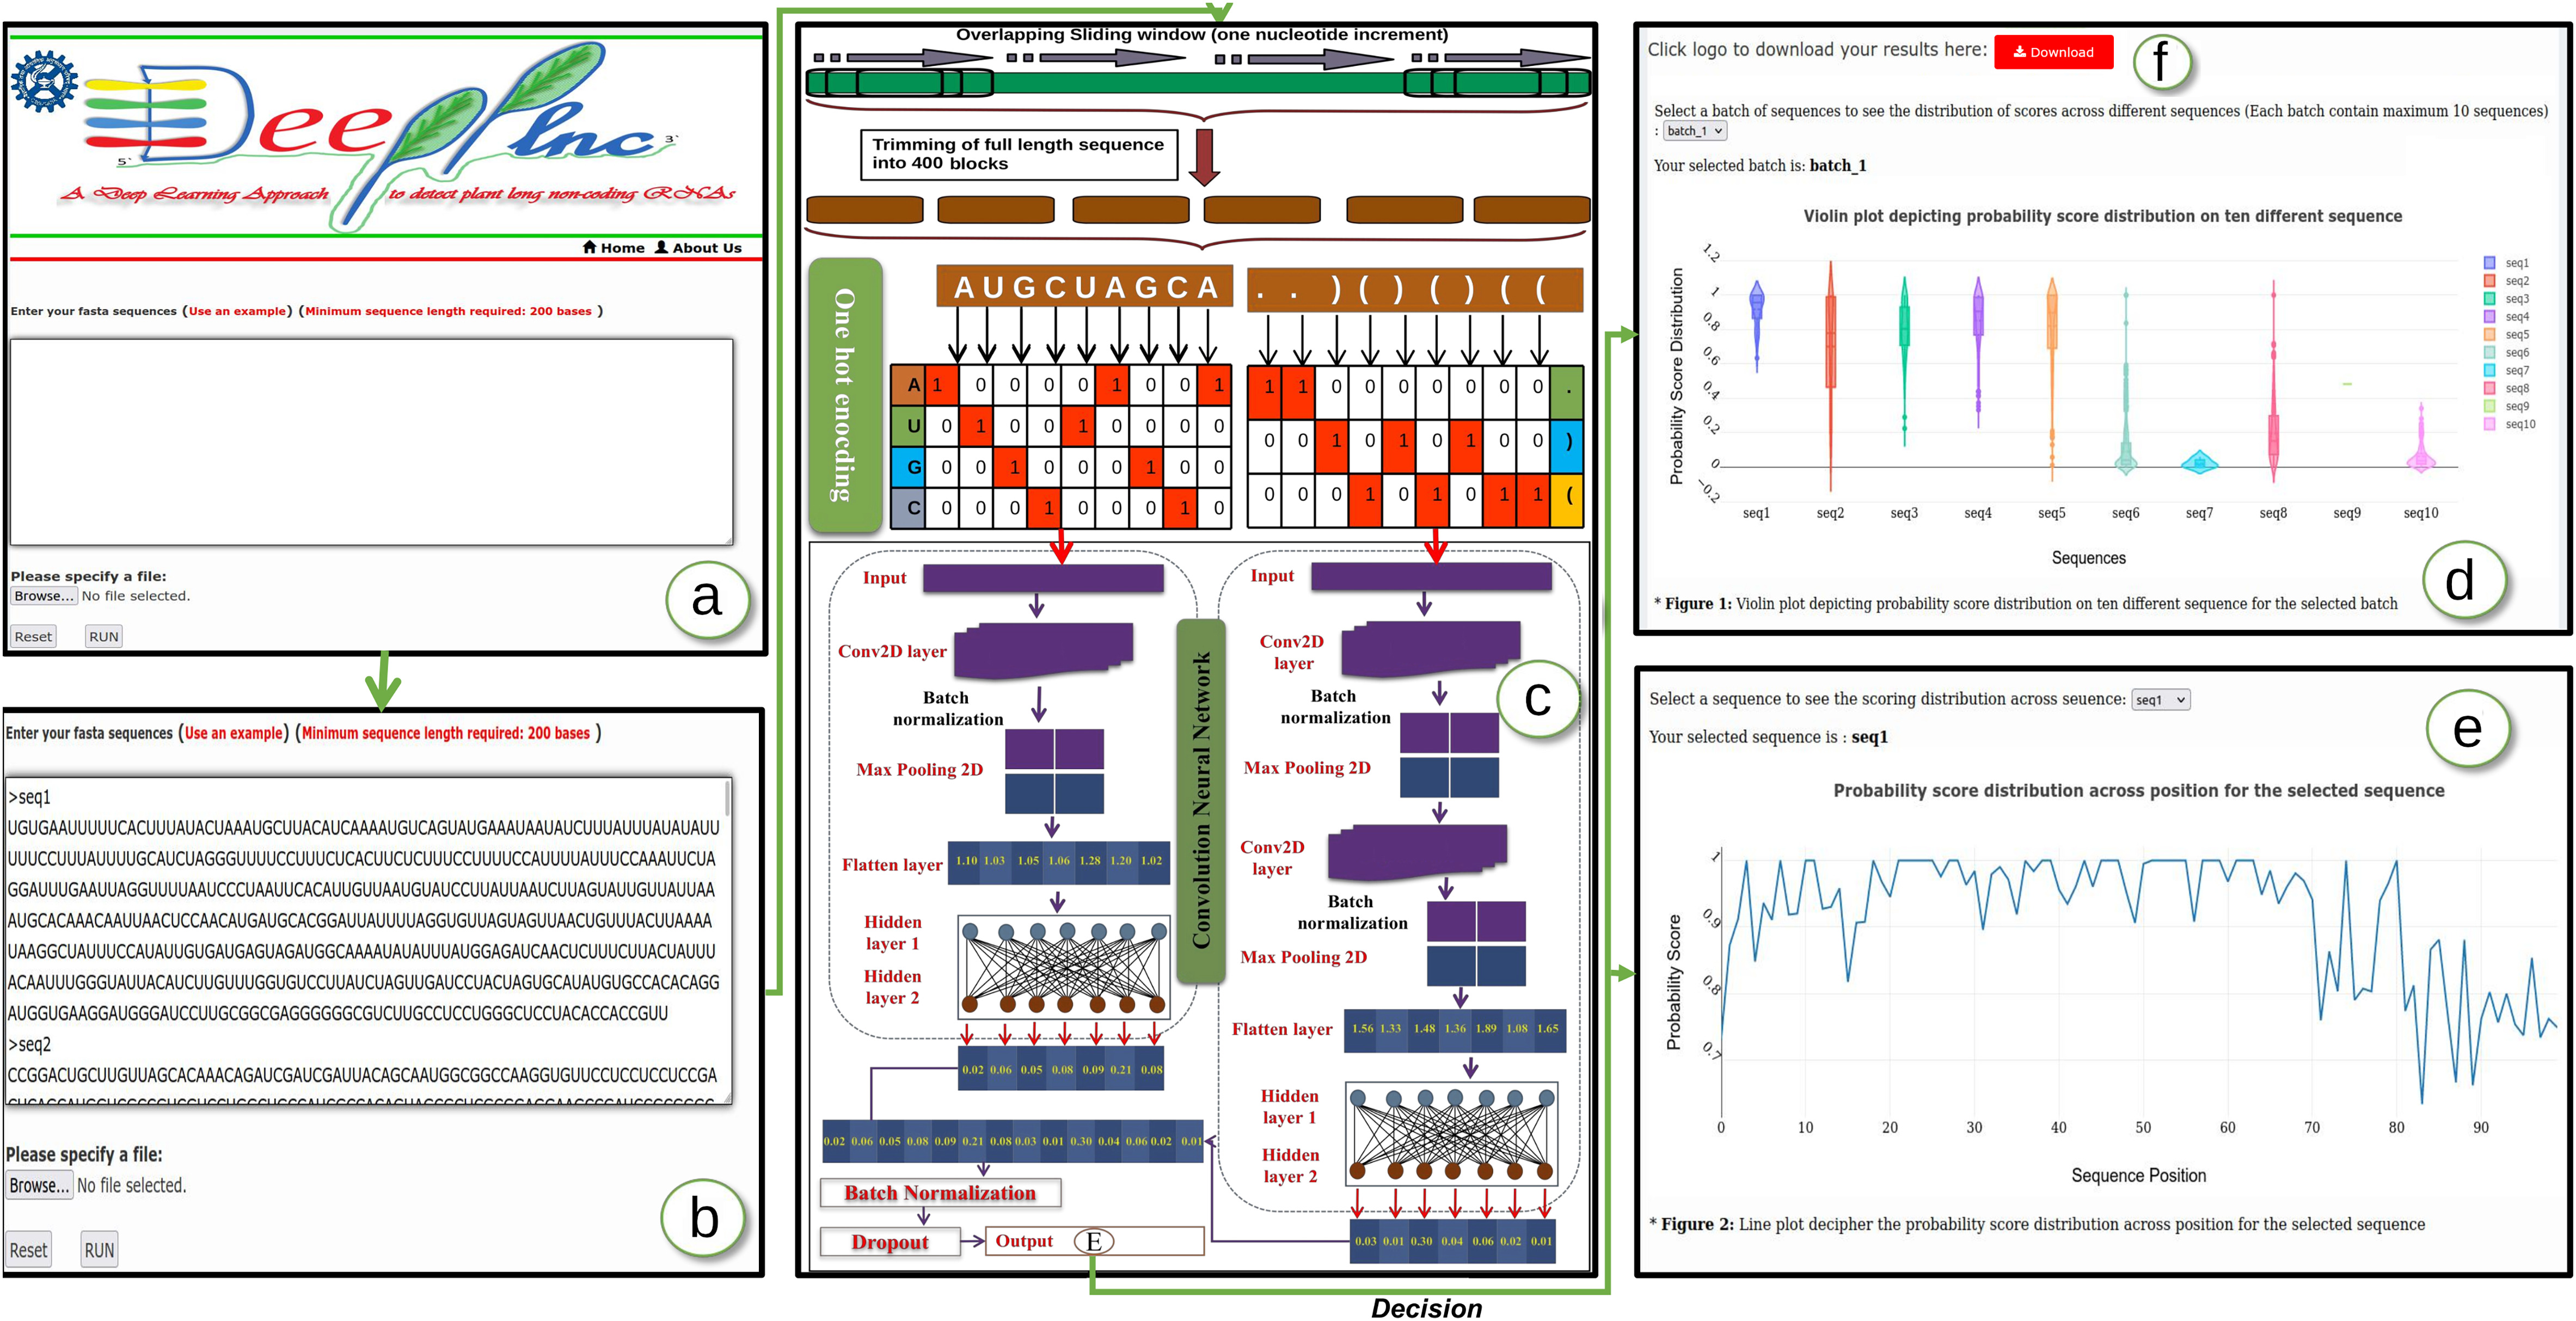 Deeplnc
5` 3`
A Deep Learning Approach to detect plant long non-coding RNAs
Home About Us
Enter your fasta sequences (Use an example) (Minimum sequence length required: 200 bases )
Please specify a file:
Browse... No file selected.
Reset RUN
a
Enter your fasta sequences (Use an example) (Minimum sequence length required: 200 bases )
>seq1
UGUGAAUUUUUCACUUUAUACUAAAUGCUUACAUCAAAAUGUCAGUAUGAAAUAAUAUCUUUAUUUAUAUAUU
UUUCCUUUAUUUUGCAUCUAGGGUUUUCCUUUCUCACUUCUCUUUCCUUUUCCAUUUUAUUUCCAAAUUCUA
GGAUUUGAAUUAGGUUUUAAUCCCUAAUUCACAUUGUUAAUGUAUCCUUAUUAAUCUUAGUAUUGUUAUUAA
AUGCACAAACAAUUAACUCCAACAUGAUGCACGGAUUAUUUUAGGUGUUAGUAGUUAACUGUUUACUUAAAA
UAAGGCUAUUUCCAUAUUGUGAUGAGUAGAUGGCAAAAUAUAUUUAUGGAGAUCAACUCUUUCUUACUAUUU
ACAAUUUGGGUAUUACAUCUUGUUUGGUGUCCUUAUCUAGUUGAUCCUACUAGUGCAUAUGUGCCACACAGG
AUGGUGAAGGAUGGGAUCCUUGCGGCGAGGGGGGCGUCUUGCCUCCUGGGCUCCUACACCACCGUU
>seq2
CCGGACUGCUUGUUAGCACAAACAGAUCGAUCGAUUACAGCAAUGGCGGCCAAGGUGUUCCUCCUCCUCCGA
Please specify a file:
Browse... No file selected.
Reset RUN
b
Overlapping Sliding window (one nucleotide increment)
Trimming of full length sequence
into 400 blocks
One hot enocding
A U G C U A G C A
. . ) ( ) ( ) ( (
A 1 0 0 0 0 1 0 0 1
U 0 1 0 0 1 0 0 0 0
G 0 0 1 0 0 0 1 0 0
C 0 0 0 1 0 0 0 1 0
1 1 0 0 0 0 0 0 0 .
0 0 1 0 1 0 1 0 0 )
0 0 0 1 0 1 0 1 1 (
Convolution Neural Network
Input
Conv2D layer
Batch
normalization
Max Pooling 2D
Flatten layer
1.10 1.03 1.05 1.06 1.28 1.20 1.02
Hidden
layer 1
Hidden
layer 2
0.02 0.06 0.05 0.08 0.09 0.21 0.08
0.02 0.06 0.05 0.08 0.09 0.21 0.08 0.03 0.01 0.30 0.04 0.06 0.02 0.01
Batch Normalization
Dropout
Output E
Input
Conv2D
layer
c
Batch
normalization
Max Pooling 2D
Conv2D
layer
Batch
normalization
Max Pooling 2D
Flatten layer
1.56 1.33 1.48 1.36 1.89 1.08 1.65
Hidden
layer 1
Hidden
layer 2
0.03 0.01 0.30 0.04 0.06 0.02 0.01
Decision
Click logo to download your results here: Download
f
Select a batch of sequences to see the distribution of scores across different sequences (Each batch contain maximum 10 sequences)
: batch_1
Your selected batch is: batch_1
Violin plot depicting probability score distribution on ten different sequence
Probability Score Distribution
1.2
1
0.8
0.6
0.4
0.2
0
−0.2
seq1 seq2 seq3 seq4 seq5 seq6 seq7 seq8 seq9 seq10
Sequences
seq1
seq2
seq3
seq4
seq5
seq6
seq7
seq8
seq9
seq10
d
* Figure 1: Violin plot depicting probability score distribution on ten different sequence for the selected batch
Select a sequence to see the scoring distribution across seuence: seq1
Your selected sequence is : seq1
e
Probability score distribution across position for the selected sequence
Probability Score
1
0.9
0.8
0.7
0 10 20 30 40 50 60 70 80 90
Sequence Position
* Figure 2: Line plot decipher the probability score distribution across position for the selected sequence